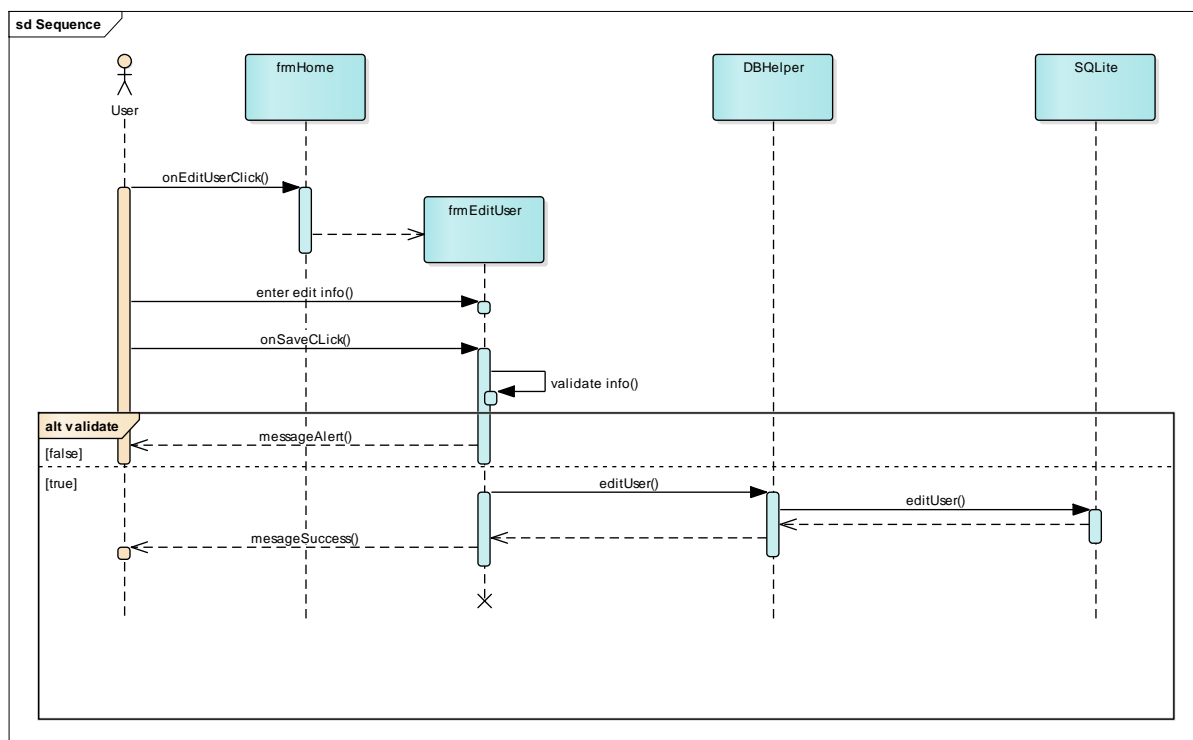 sd Sequence
User
frmHome
DBHelper
SQLite
onEditUserClick()
frmEditUser
enter edit info()
onSaveCLick()
validate info()
alt validate
messageAlert()
[false]
[true]
editUser()
editUser()
mesageSuccess()